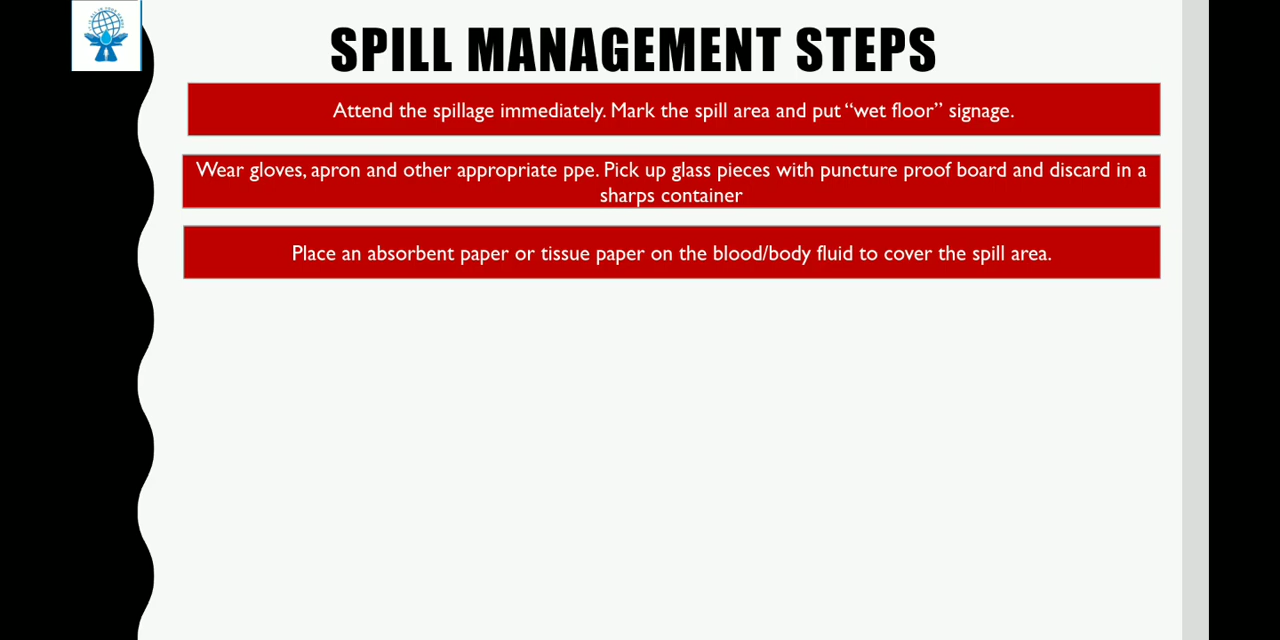 SPILL MANAGEMENT STEPS
Attend the spillage immediately. Mark the spill area and put “wet floor” signage.
Wear gloves, apron and other appropriate ppe. Pick up glass pieces with puncture proof board and discard in a
sharps container
Place an absorbent paper or tissue paper on the blood/body fluid to cover the spill area.